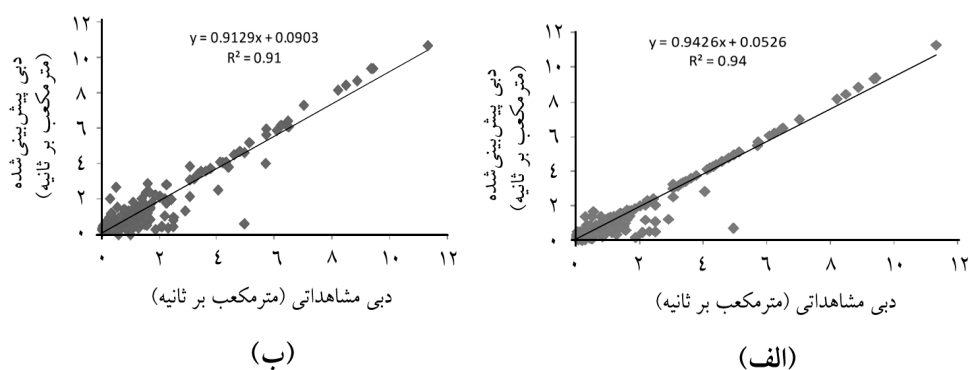 y = 0.9426x + 0.0526
R² = 0.94
دبی پیش‌بینی‌شده
(مترمکعب بر ثانیه)
۱۲
۱۰
۸
۶
۴
۲
۰
۰ ۲ ۴ ۶ ۸ ۱۰ ۱۲
دبی مشاهداتی (مترمکعب بر ثانیه)
(الف)
y = 0.9129x + 0.0903
R² = 0.91
دبی پیش‌بینی‌شده
(مترمکعب بر ثانیه)
۱۲
۱۰
۸
۶
۴
۲
۰
۰ ۲ ۴ ۶ ۸ ۱۰ ۱۲
دبی مشاهداتی (مترمکعب بر ثانیه)
(ب)